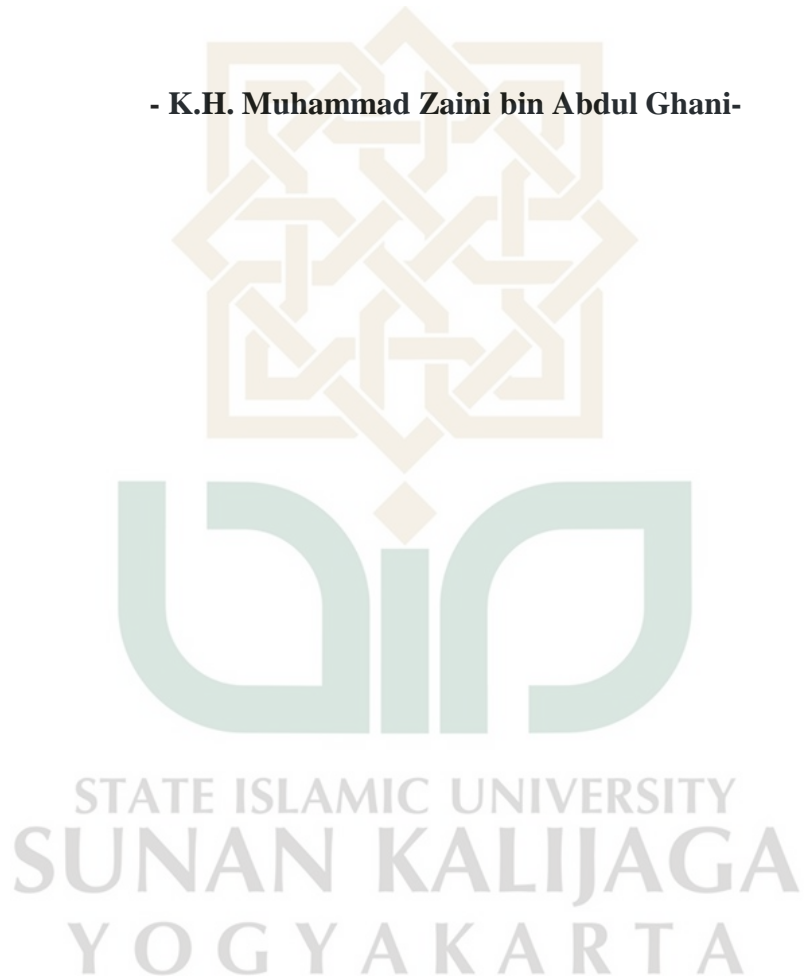 - K.H. Muhammad Zaini bin Abdul Ghani-
STATE ISLAMIC UNIVERSITY
SUNAN KALIJAGA
YOGYAKARTA